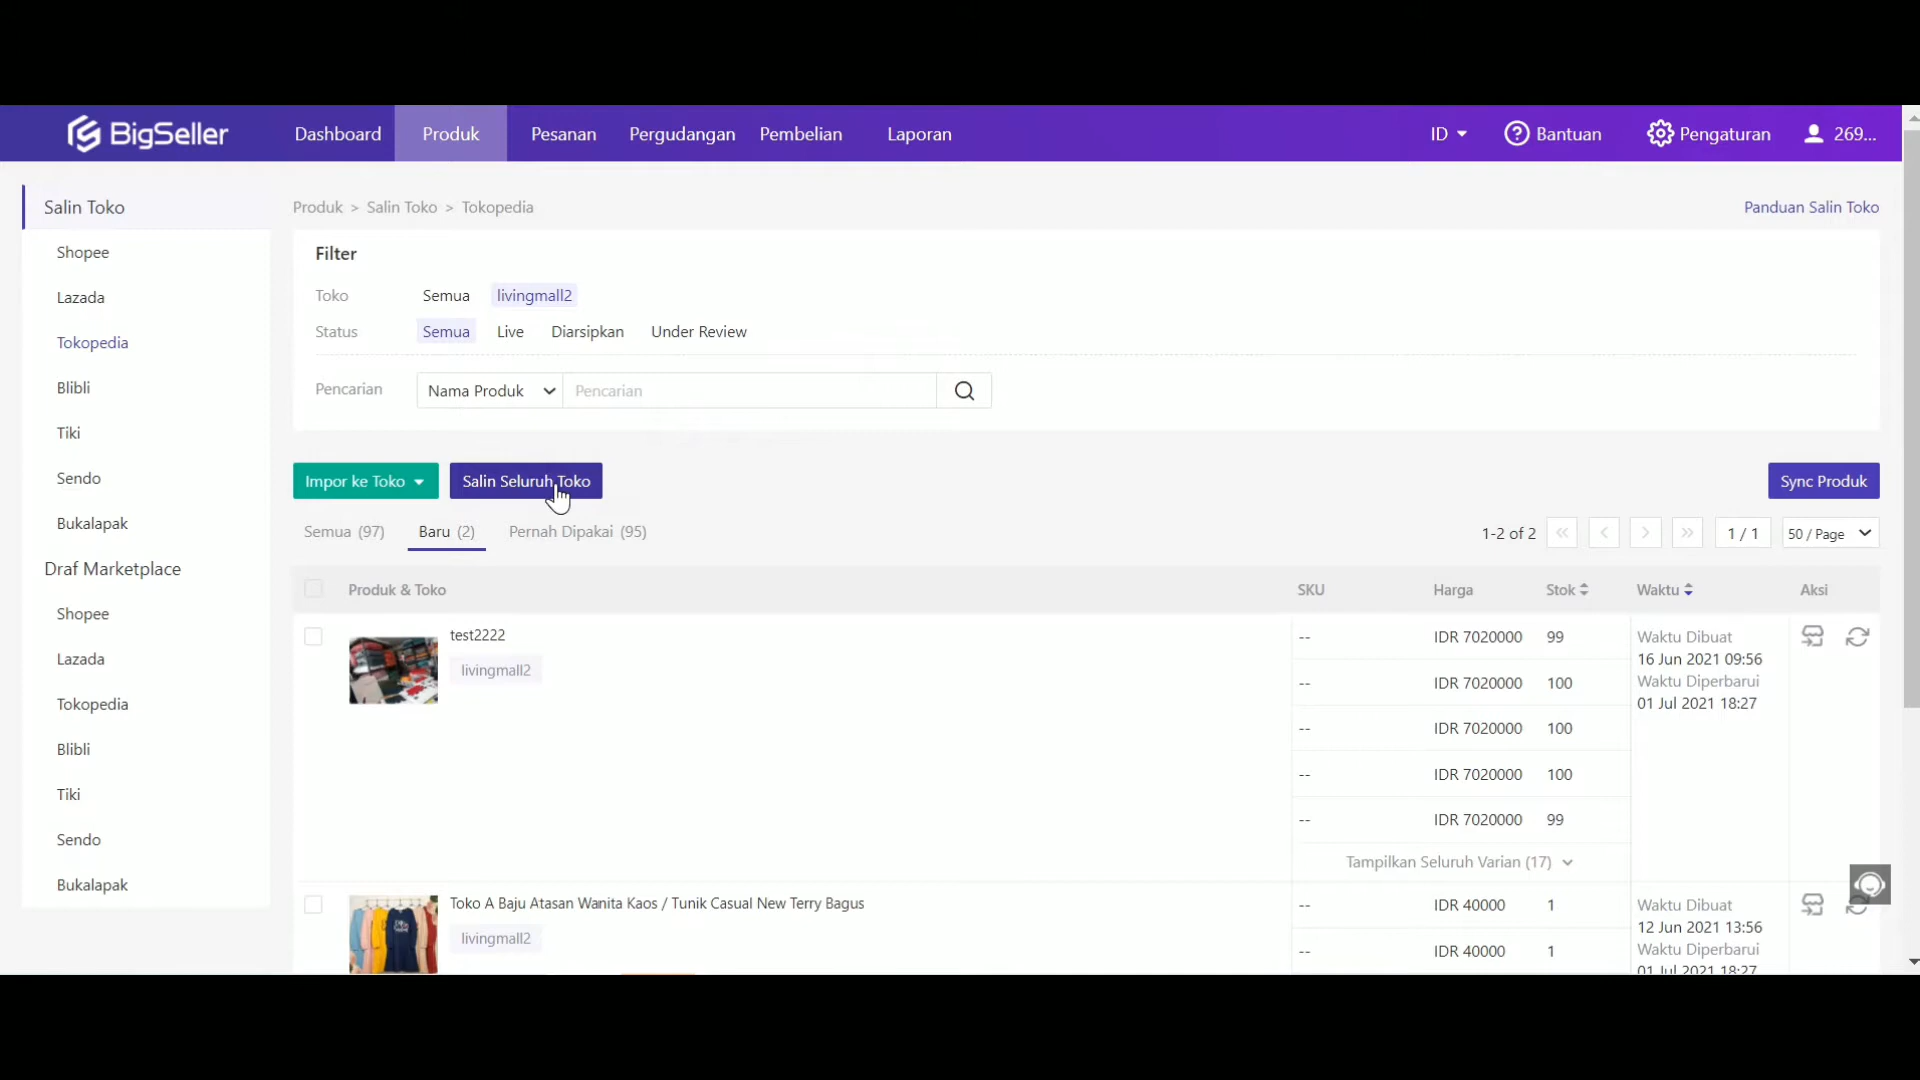 BigSeller
Dashboard
Produk
Pesanan
Pergudangan
Pembelian
Laporan
ID
Bantuan
Pengaturan
269...
Salin Toko
Shopee
Lazada
Tokopedia
Blibli
Tiki
Sendo
Bukalapak
Draf Marketplace
Shopee
Lazada
Tokopedia
Blibli
Tiki
Sendo
Bukalapak
Produk > Salin Toko > Tokopedia
Panduan Salin Toko
Filter
Toko Semua livingmall2
Status Semua Live Diarsipkan Under Review
Pencarian Nama Produk Pencarian
Impor ke Toko
Salin Seluruh Toko
Sync Produk
Semua (97) Baru (2) Pernah Dipakai (95)
1-2 of 2 « < > » 1 / 1 50 / Page
Produk & Toko SKU Harga Stok Waktu Aksi
test2222
livingmall2
-- IDR 7020000 99
-- IDR 7020000 100
-- IDR 7020000 100
-- IDR 7020000 100
-- IDR 7020000 99
Tampilkan Seluruh Varian (17)
Waktu Dibuat
16 Jun 2021 09:56
Waktu Diperbarui
01 Jul 2021 18:27
Toko A Baju Atasan Wanita Kaos / Tunik Casual New Terry Bagus
livingmall2
-- IDR 40000 1
-- IDR 40000 1
Waktu Dibuat
12 Jun 2021 13:56
Waktu Diperbarui
01 Jul 2021 18:27